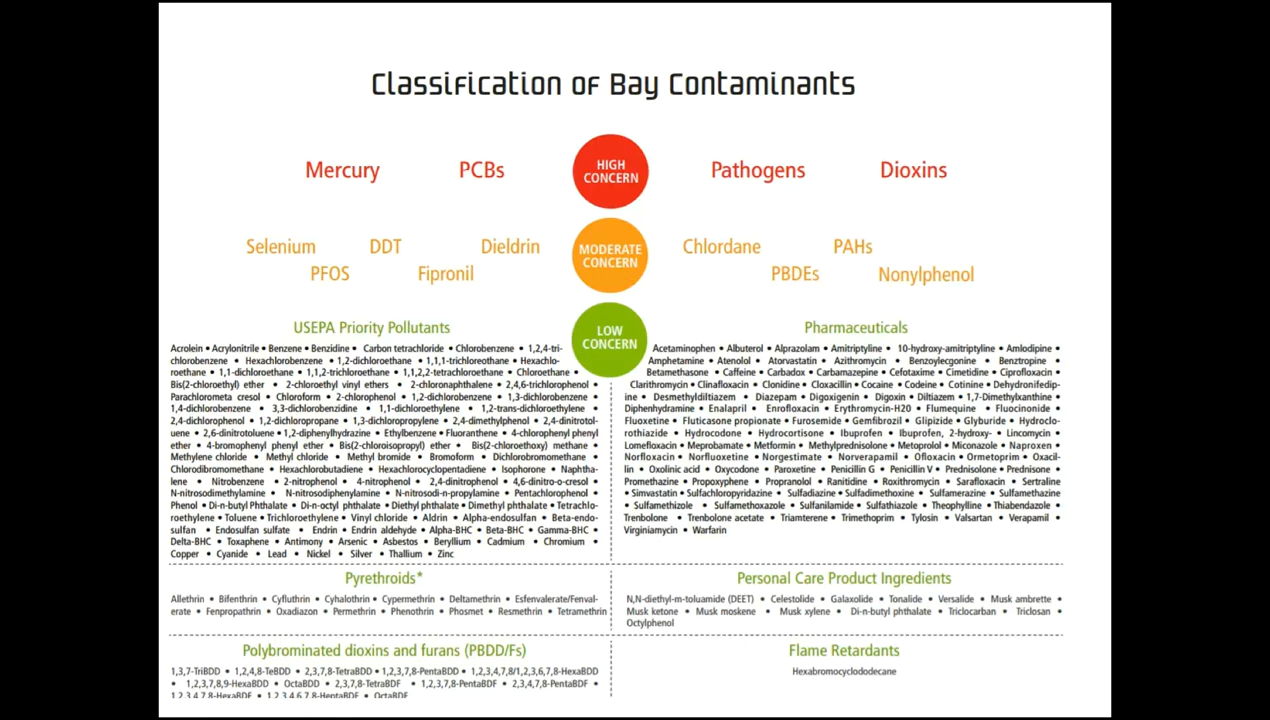 Classification of Bay Contaminants
Mercury PCBs HIGH CONCERN Pathogens Dioxins
Selenium DDT Dieldrin MODERATE CONCERN Chlordane PAHs
PFOS Fipronil PBDEs Nonylphenol
LOW CONCERN
USEPA Priority Pollutants
Acrolein • Acrylonitrile • Benzene • Benzidine • Carbon tetrachloride • Chlorobenzene • 1,2,4-tri-
chlorobenzene • Hexachlorobenzene • 1,2-dichloroethane • 1,1,1-trichloreothane • Hexachlo-
roethane • 1,1-dichloroethane • 1,1,2-trichloroethane • 1,1,2,2-tetrachloroethane • Chloroethane •
Bis(2-chloroethyl) ether • 2-chloroethyl vinyl ethers • 2-chloronaphthalene • 2,4,6-trichlorophenol •
Parachlorometa cresol • Chloroform • 2-chlorophenol • 1,2-dichlorobenzene • 1,3-dichlorobenzene •
1,4-dichlorobenzene • 3,3-dichlorobenzidine • 1,1-dichloroethylene • 1,2-trans-dichloroethylene •
2,4-dichlorophenol • 1,2-dichloropropane • 1,3-dichloropropylene • 2,4-dimethylphenol • 2,4-dinitrotol-
uene • 2,6-dinitrotoluene • 1,2-diphenylhydrazine • Ethylbenzene • Fluoranthene • 4-chlorophenyl phenyl
ether • 4-bromophenyl phenyl ether • Bis(2-chloroisopropyl) ether • Bis(2-chloroethoxy) methane •
Methylene chloride • Methyl chloride • Methyl bromide • Bromoform • Dichlorobromomethane •
Chlorodibromomethane • Hexachlorobutadiene • Hexachlorocyclopentadiene • Isophorone • Naphtha-
lene • Nitrobenzene • 2-nitrophenol • 4-nitrophenol • 2,4-dinitrophenol • 4,6-dinitro-o-cresol •
N-nitrosodimethylamine • N-nitrosodiphenylamine • N-nitrosodi-n-propylamine • Pentachlorophenol •
Phenol • Di-n-butyl Phthalate • Di-n-octyl phthalate • Diethyl phthalate • Dimethyl phthalate • Tetrachlo-
roethylene • Toluene • Trichloroethylene • Vinyl chloride • Aldrin • Alpha-endosulfan • Beta-endo-
sulfan • Endosulfan sulfate • Endrin • Endrin aldehyde • Alpha-BHC • Beta-BHC • Gamma-BHC •
Delta-BHC • Toxaphene • Antimony • Arsenic • Asbestos • Beryllium • Cadmium • Chromium •
Copper • Cyanide • Lead • Nickel • Silver • Thallium • Zinc
Pharmaceuticals
Acetaminophen • Albuterol • Alprazolam • Amitriptyline • 10-hydroxy-amitriptyline • Amlodipine •
Amphetamine • Atenolol • Atorvastatin • Azithromycin • Benzoylecgonine • Benztropine •
Betamethasone • Caffeine • Carbadox • Carbamazepine • Cefotaxime • Cimetidine • Ciprofloxacin •
Clarithromycin • Clinafloxacin • Clonidine • Cloxacillin • Cocaine • Codeine • Cotinine • Dehydronifedip-
ine • Desmethyldiltiazem • Diazepam • Digoxigenin • Digoxin • Diltiazem • 1,7-Dimethylxanthine •
Diphenhydramine • Enalapril • Enrofloxacin • Erythromycin-H20 • Flumequine • Fluocinonide •
Fluoxetine • Fluticasone propionate • Furosemide • Gemfibrozil • Glipizide • Glyburide • Hydroclo-
rothiazide • Hydrocodone • Hydrocortisone • Ibuprofen • Ibuprofen, 2-hydroxy- • Lincomycin •
Lomefloxacin • Meprobamate • Metformin • Methylprednisolone • Metoprolol • Miconazole • Naproxen •
Norfloxacin • Norfluoxetine • Norgestimate • Norverapamil • Ofloxacin • Ormetoprim • Oxacil-
lin • Oxolinic acid • Oxycodone • Paroxetine • Penicillin G • Penicillin V • Prednisolone • Prednisone •
Promethazine • Propoxyphene • Propranolol • Ranitidine • Roxithromycin • Sarafloxacin • Sertraline
• Simvastatin • Sulfachloropyridazine • Sulfadiazine • Sulfadimethoxine • Sulfamerazine • Sulfamethazine
• Sulfamethizole • Sulfamethoxazole • Sulfanilamide • Sulfathiazole • Theophylline • Thiabendazole •
Trenbolone • Trenbolone acetate • Triamterene • Trimethoprim • Tylosin • Valsartan • Verapamil •
Virginiamycin • Warfarin
Pyrethroids*
Allethrin • Bifenthrin • Cyfluthrin • Cyhalothrin • Cypermethrin • Deltamethrin • Esfenvalerate/Fenval-
erate • Fenpropathrin • Oxadiazon • Permethrin • Phenothrin • Phosmet • Resmethrin • Tetramethrin
Personal Care Product Ingredients
N,N-diethyl-m-toluamide (DEET) • Celestolide • Galaxolide • Tonalide • Versalide • Musk ambrette •
Musk ketone • Musk moskene • Musk xylene • Di-n-butyl phthalate • Triclocarban • Triclosan •
Octylphenol
Polybrominated dioxins and furans (PBDD/Fs)
1,3,7-TriBDD • 1,2,4,8-TeBDD • 2,3,7,8-TetraBDD • 1,2,3,7,8-PentaBDD • 1,2,3,4,7,8/1,2,3,6,7,8-HexaBDD
• 1,2,3,7,8,9-HexaBDD • OctaBDD • 2,3,7,8-TetraBDF • 1,2,3,7,8-PentaBDF • 2,3,4,7,8-PentaBDF •
1,2,3,4,7,8-HexaBDF • 1,2,3,4,6,7,8-HeptaBDF • OctaBDF
Flame Retardants
Hexabromocyclododecane